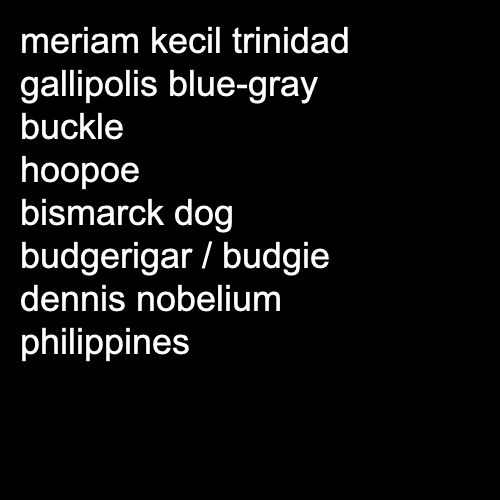 meriam kecil trinidad
gallipolis blue-gray
buckle
hoopoe
bismarck dog
budgerigar / budgie
dennis nobelium
philippines